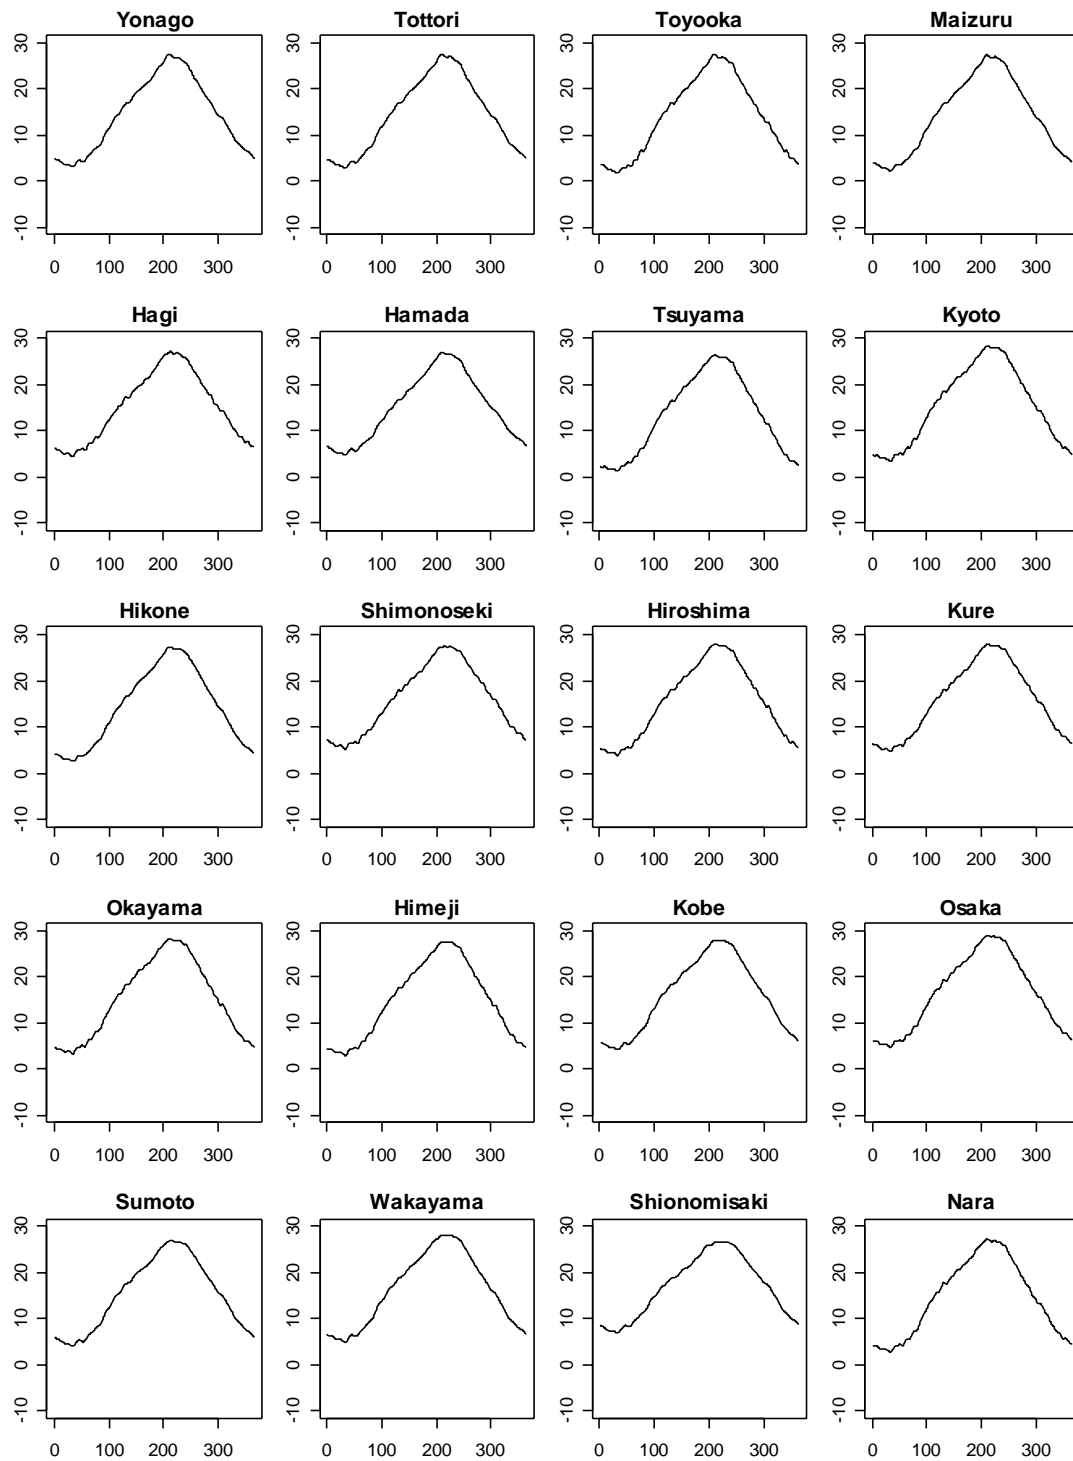 Yonago Tottori Toyooka Maizuru
30 30 30 30
20 20 20 20
10 10 10 10
0 0 0 0
-10 -10 -10 -10
0 100 200 300 0 100 200 300 0 100 200 300 0 100 200 300
Hagi Hamada Tsuyama Kyoto
30 30 30 30
20 20 20 20
10 10 10 10
0 0 0 0
-10 -10 -10 -10
0 100 200 300 0 100 200 300 0 100 200 300 0 100 200 300
Hikone Shimonoseki Hiroshima Kure
30 30 30 30
20 20 20 20
10 10 10 10
0 0 0 0
-10 -10 -10 -10
0 100 200 300 0 100 200 300 0 100 200 300 0 100 200 300
Okayama Himeji Kobe Osaka
30 30 30 30
20 20 20 20
10 10 10 10
0 0 0 0
-10 -10 -10 -10
0 100 200 300 0 100 200 300 0 100 200 300 0 100 200 300
Sumoto Wakayama Shionomisaki Nara
30 30 30 30
20 20 20 20
10 10 10 10
0 0 0 0
-10 -10 -10 -10
0 100 200 300 0 100 200 300 0 100 200 300 0 100 200 300